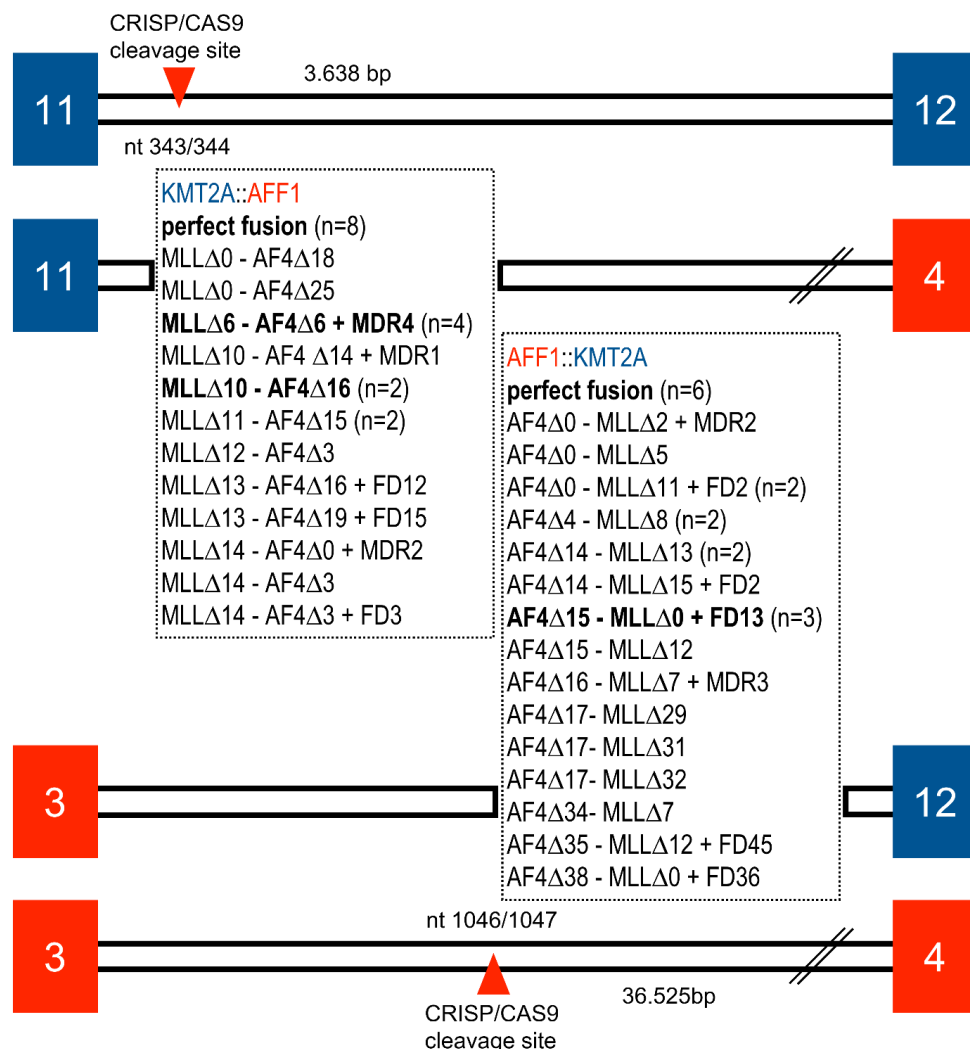 CRISP/CAS9
cleavage site
3.638 bp
11
12
nt 343/344
KMT2A::AFF1
perfect fusion (n=8)
MLLΔ0 - AF4Δ18
MLLΔ0 - AF4Δ25
MLLΔ6 - AF4Δ6 + MDR4 (n=4)
MLLΔ10 - AF4 Δ14 + MDR1
MLLΔ10 - AF4Δ16 (n=2)
MLLΔ11 - AF4Δ15 (n=2)
MLLΔ12 - AF4Δ3
MLLΔ13 - AF4Δ16 + FD12
MLLΔ13 - AF4Δ19 + FD15
MLLΔ14 - AF4Δ0 + MDR2
MLLΔ14 - AF4Δ3
MLLΔ14 - AF4Δ3 + FD3
11
4
AFF1::KMT2A
perfect fusion (n=6)
AF4Δ0 - MLLΔ2 + MDR2
AF4Δ0 - MLLΔ5
AF4Δ0 - MLLΔ11 + FD2 (n=2)
AF4Δ4 - MLLΔ8 (n=2)
AF4Δ14 - MLLΔ13 (n=2)
AF4Δ14 - MLLΔ15 + FD2
AF4Δ15 - MLLΔ0 + FD13 (n=3)
AF4Δ15 - MLLΔ12
AF4Δ16 - MLLΔ7 + MDR3
AF4Δ17- MLLΔ29
AF4Δ17- MLLΔ31
AF4Δ17- MLLΔ32
AF4Δ34- MLLΔ7
AF4Δ35 - MLLΔ12 + FD45
AF4Δ38 - MLLΔ0 + FD36
3
12
nt 1046/1047
3
4
36.525bp
CRISP/CAS9
cleavage site